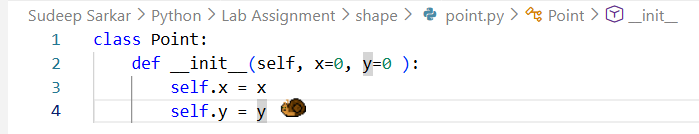 Sudeep Sarkar > Python > Lab Assignment > shape > point.py > Point > __init__
1 class Point:
2 def __init__(self, x=0, y=0 ):
3 self.x = x
4 self.y = y